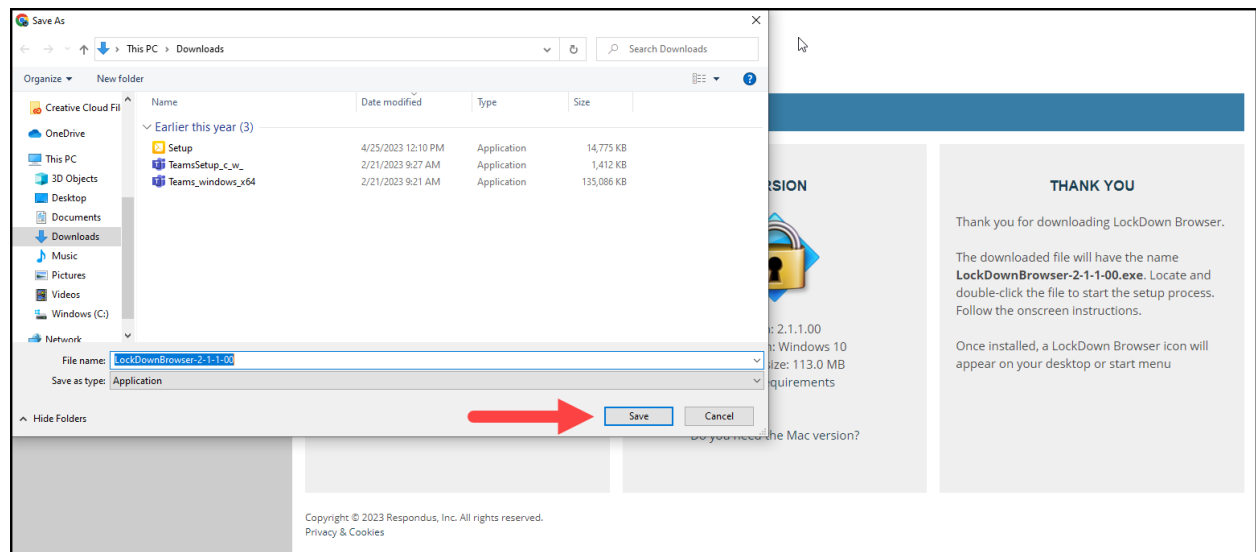 Save As
This PC > Downloads
Search Downloads
Organize
New folder
Creative Cloud Fil
OneDrive
This PC
3D Objects
Desktop
Documents
Downloads
Music
Pictures
Videos
Windows (C:)
Network
Name Date modified Type Size
Earlier this year (3)
Setup 4/25/2023 12:10 PM Application 14,775 KB
TeamsSetup_c_w_ 2/21/2023 9:27 AM Application 1,412 KB
Teams_windows_x64 2/21/2023 9:21 AM Application 135,086 KB
File name: LockDownBrowser-2-1-1-00
Save as type: Application
Hide Folders
Save Cancel
RSION
: 2.1.1.00
: Windows 10
ize: 113.0 MB
quirements
Do you need the Mac version?
THANK YOU
Thank you for downloading LockDown Browser.
The downloaded file will have the name
LockDownBrowser-2-1-1-00.exe. Locate and
double-click the file to start the setup process.
Follow the onscreen instructions.
Once installed, a LockDown Browser icon will
appear on your desktop or start menu
Copyright © 2023 Respondus, Inc. All rights reserved.
Privacy & Cookies